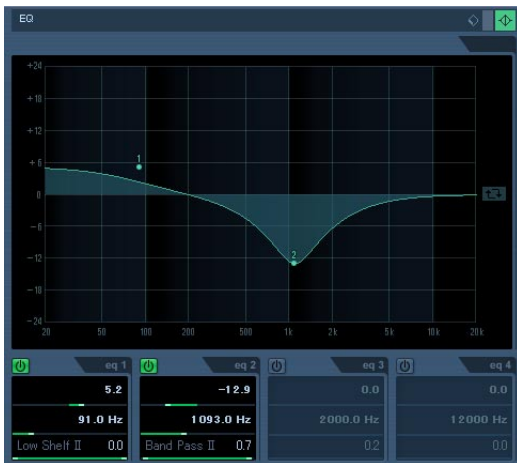 EQ
+24
+18
+12
+6
0
-6
-12
-18
-24
1
2
20 50 100 200 500 1k 2k 5k 10k 20k
eq 1 eq 2 eq 3 eq 4
5.2 -12.9 0.0 0.0
91.0 Hz 1093.0 Hz 2000.0 Hz 12000 Hz
Low Shelf II 0.0 Band Pass II 0.7 0.2 0.0